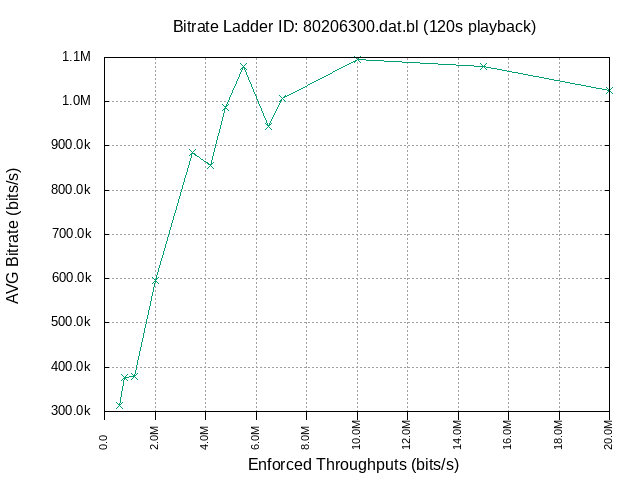 Bitrate Ladder ID: 80206300.dat.bl (120s playback)
1.1M
1.0M
900.0k
800.0k
700.0k
600.0k
500.0k
400.0k
300.0k
AVG Bitrate (bits/s)
0.0
2.0M
4.0M
6.0M
8.0M
10.0M
12.0M
14.0M
16.0M
18.0M
20.0M
Enforced Throughputs (bits/s)